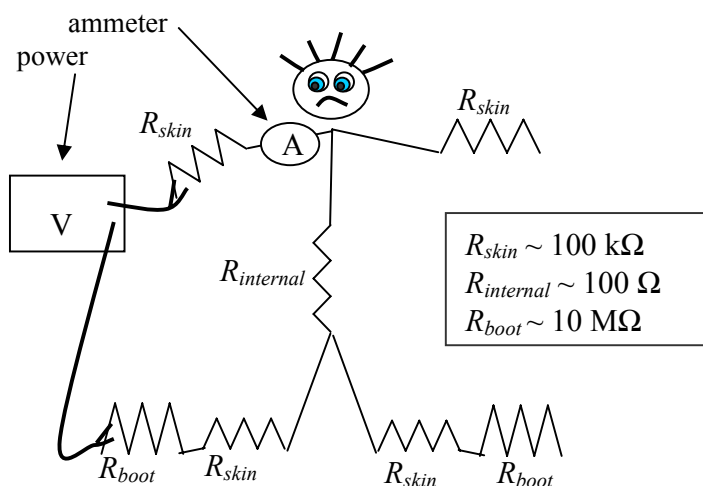 ammeter
power
R_skin
R_skin
A
V
R_internal
R_skin ~ 100 kΩ
R_internal ~ 100 Ω
R_boot ~ 10 MΩ
R_boot
R_skin
R_skin
R_boot